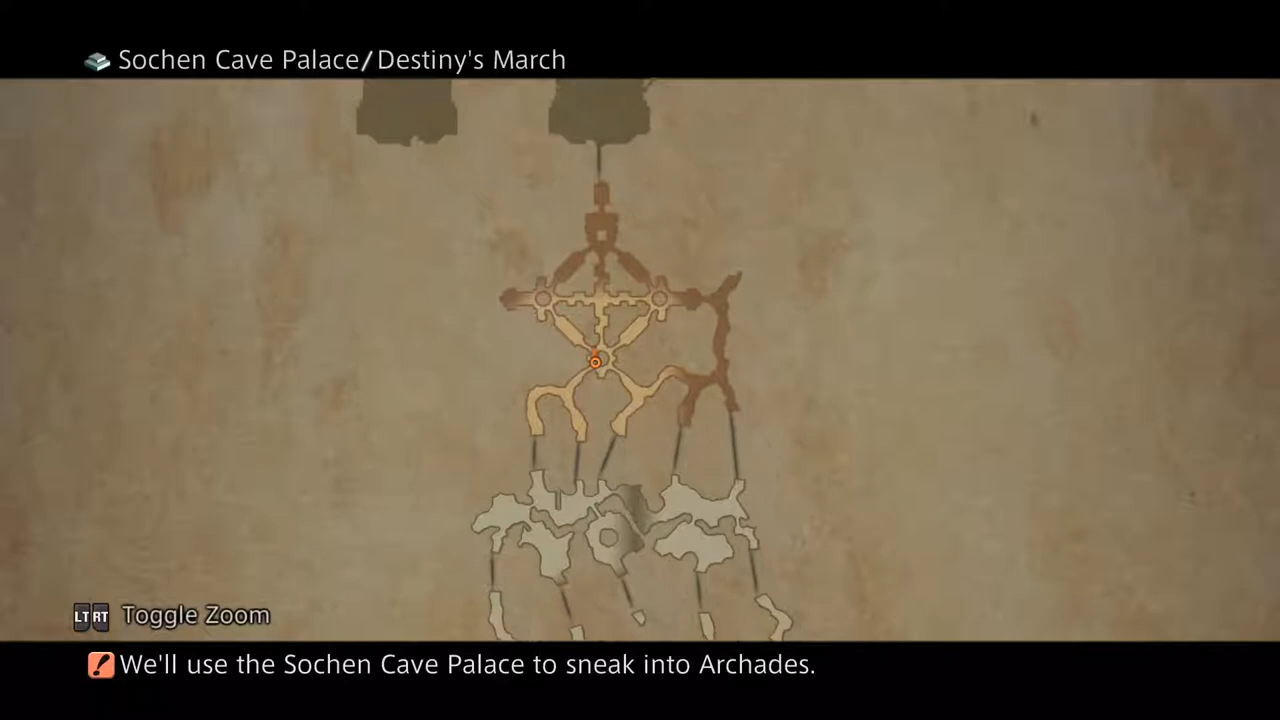 Sochen Cave Palace/Destiny's March
LT RT Toggle Zoom
We'll use the Sochen Cave Palace to sneak into Archades.